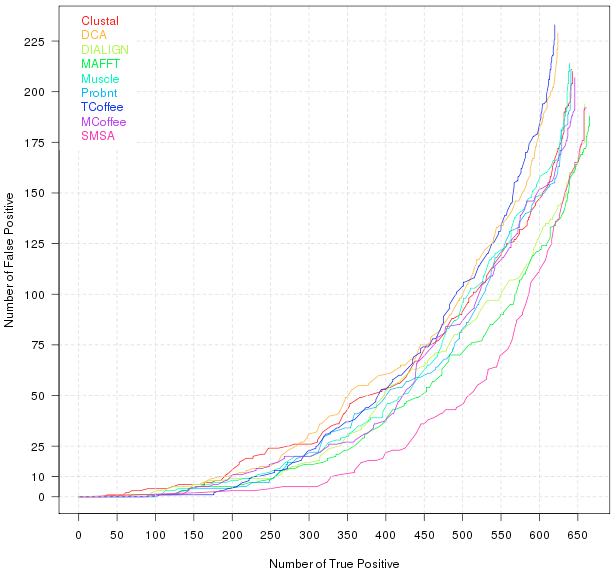 Clustal
DCA
DIALIGN
MAFFT
Muscle
Probnt
TCoffee
MCoffee
SMSA
225
200
175
150
125
100
75
50
25
10
0
Number of False Positive
0 50 100 150 200 250 300 350 400 450 500 550 600 650
Number of True Positive